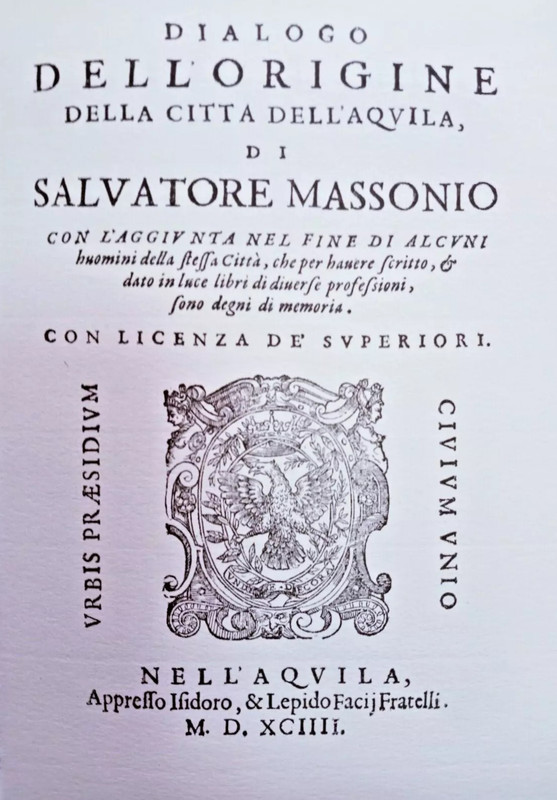 DIALOGO
DELL'ORIGINE
DELLA CITTA DELL'AQVILA,
DI
SALVATORE MASSONIO
CON L'AGGIVNTA NEL FINE DI ALCVNI
huomini della ſteſſa Città, che per hauere ſcritto, &
dato in luce libri di diuerſe profeſsioni,
ſono degni di memoria.
CON LICENZA DE' SVPERIORI.
VRBIS PRÆSIDIVM
CIVIVM VNIO
NELL'AQVILA,
Appreſſo Iſidoro, & Lepido Facij Fratelli.
M. D. XCIIII.